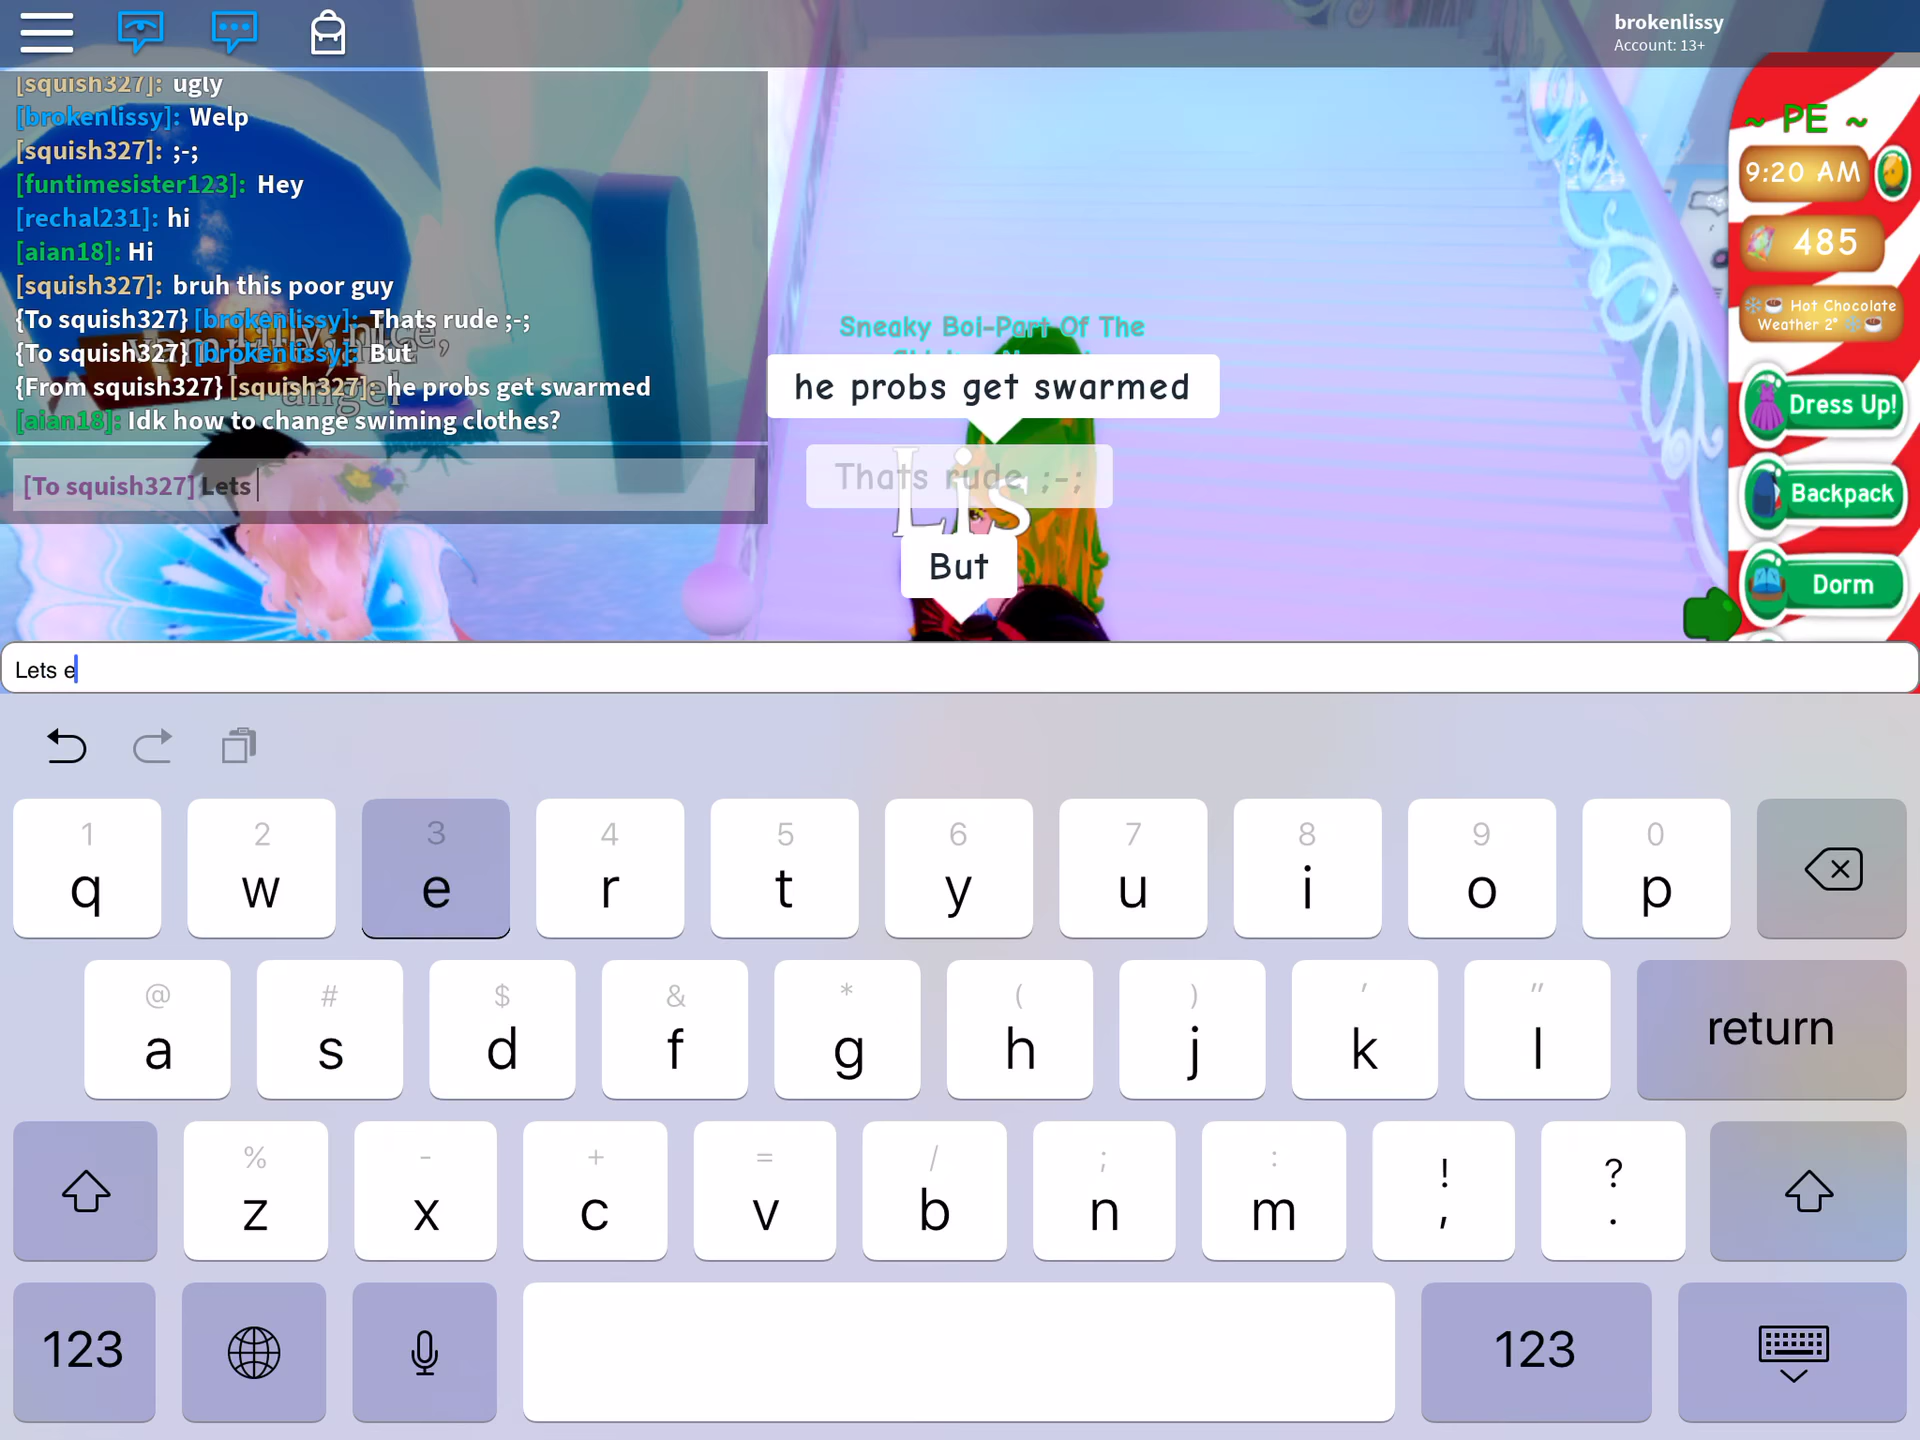 brokenlissy
Account: 13+
[squish327]: ugly
[brokenlissy]: Welp
[squish327]: ;-;
[funtimesister123]: Hey
[rechal231]: hi
[aian18]: Hi
[squish327]: bruh this poor guy
{To squish327} [brokenlissy]: Thats rude ;-;
{To squish327} [brokenlissy]: But
{From squish327} [squish327]: he probs get swarmed
[aian18]: Idk how to change swiming clothes?
[To squish327] Lets
Sneaky Boi-Part Of The
he probs get swarmed
Thats rude ;-;
Lis
But
angel
~ PE ~
9:20 AM
485
Hot Chocolate
Weather 2°
Dress Up!
Backpack
Dorm
Lets e
1 2 3 4 5 6 7 8 9 0
q w e r t y u i o p
@ # $ & * ( ) ' "
a s d f g h j k l return
% - + = / ; : ! ?
z x c v b n m , .
123 123